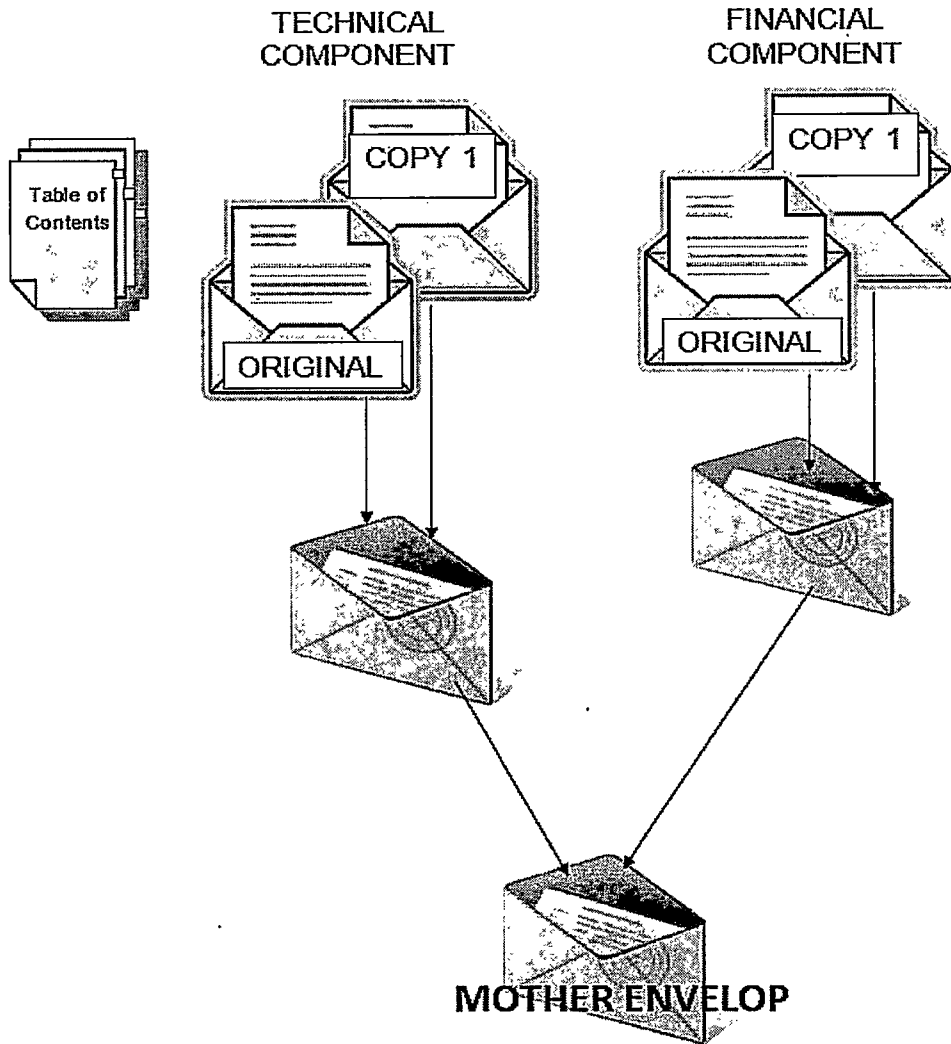 TECHNICAL
COMPONENT
FINANCIAL
COMPONENT
Table of
Contents
COPY 1
ORIGINAL
COPY 1
ORIGINAL
MOTHER ENVELOP